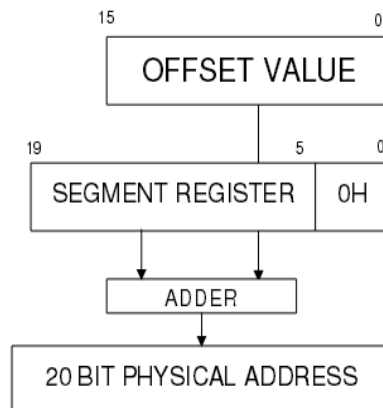 15 0
OFFSET VALUE
19 5 0
SEGMENT REGISTER 0H
ADDER
20 BIT PHYSICAL ADDRESS